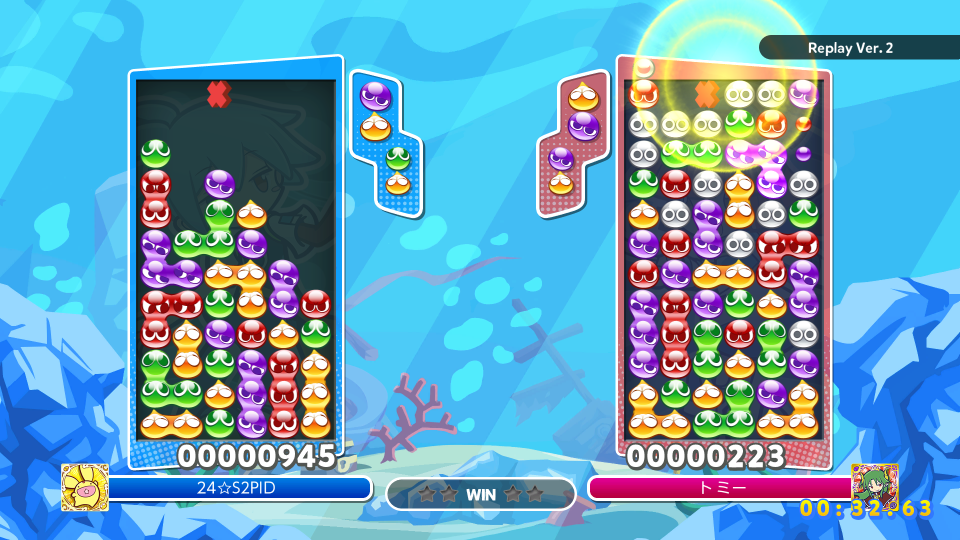 Replay Ver. 2
00000945
00000223
24☆S2PID
WIN
トミー
00:32:63